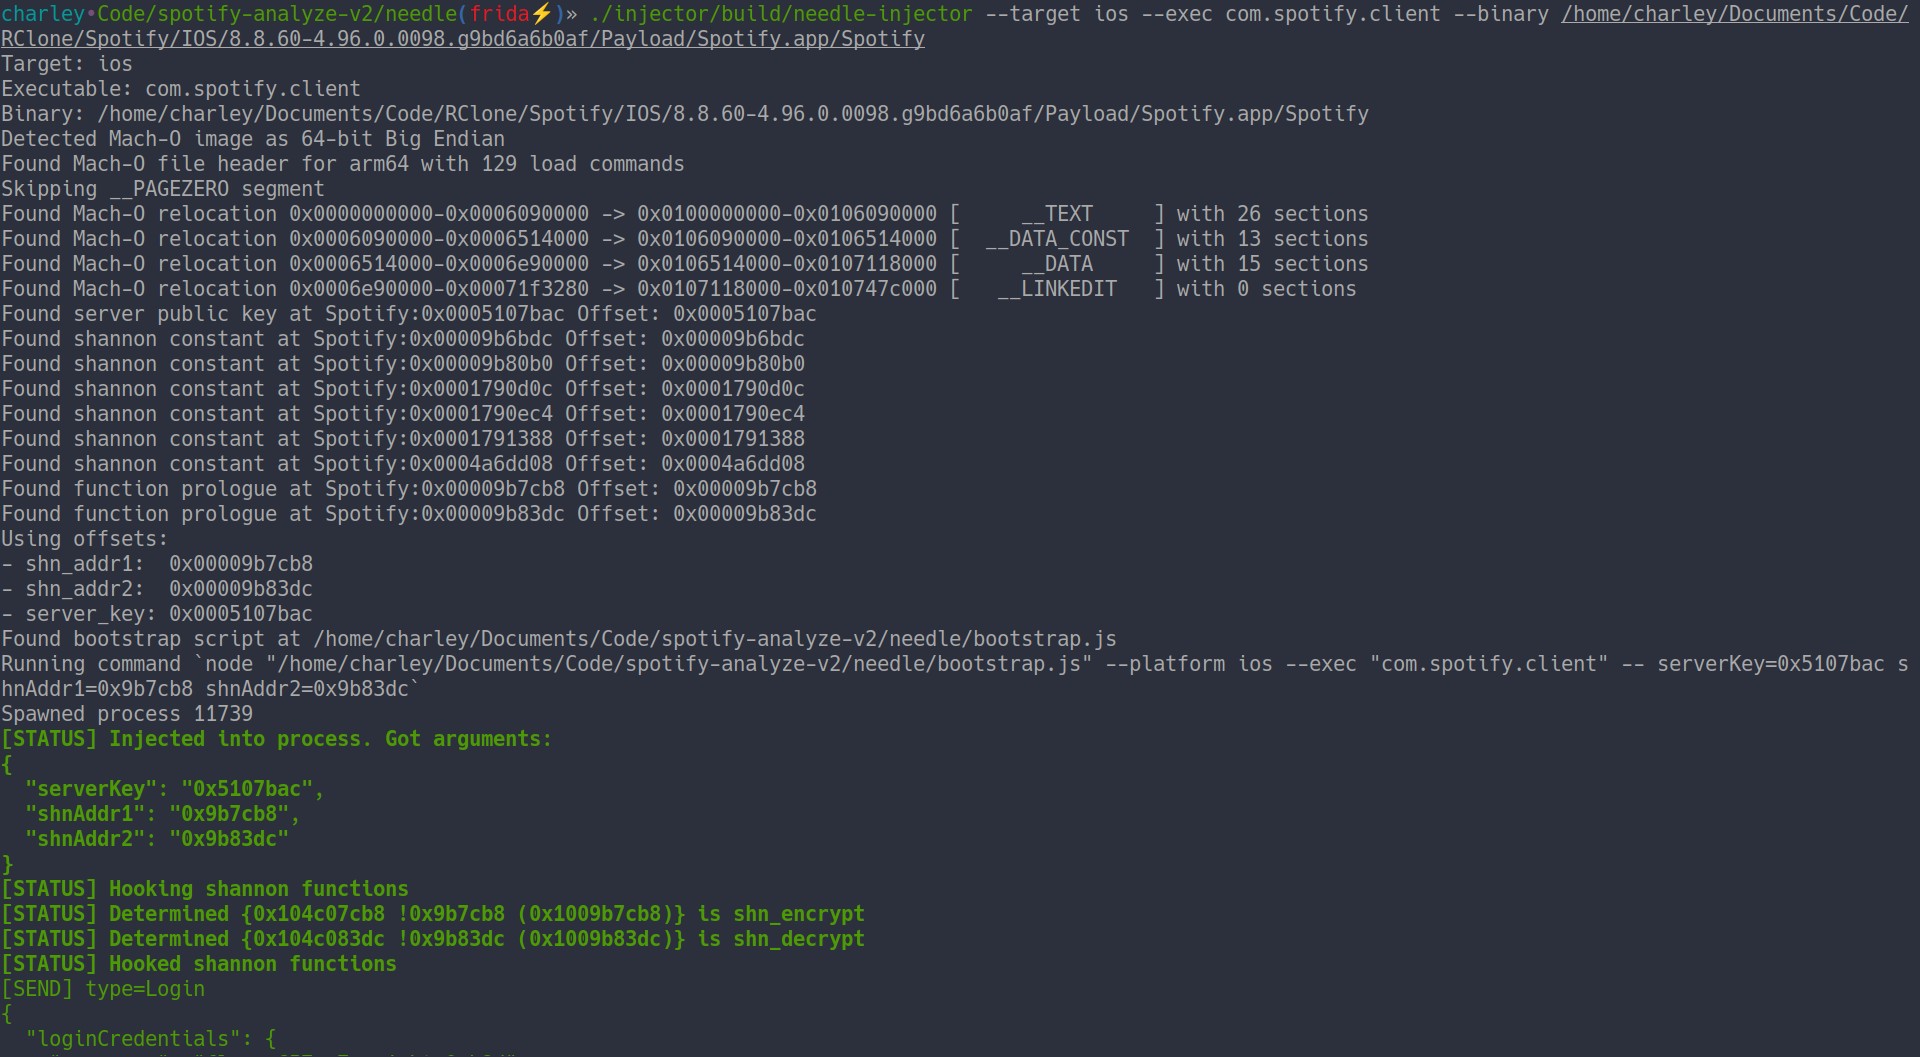 charley•Code/spotify-analyze-v2/needle(frida⚡)» ./injector/build/needle-injector --target ios --exec com.spotify.client --binary /home/charley/Documents/Code/
RClone/Spotify/IOS/8.8.60-4.96.0.0098.g9bd6a6b0af/Payload/Spotify.app/Spotify
Target: ios
Executable: com.spotify.client
Binary: /home/charley/Documents/Code/RClone/Spotify/IOS/8.8.60-4.96.0.0098.g9bd6a6b0af/Payload/Spotify.app/Spotify
Detected Mach-O image as 64-bit Big Endian
Found Mach-O file header for arm64 with 129 load commands
Skipping __PAGEZERO segment
Found Mach-O relocation 0x0000000000-0x0006090000 -> 0x0100000000-0x0106090000 [     __TEXT     ] with 26 sections
Found Mach-O relocation 0x0006090000-0x0006514000 -> 0x0106090000-0x0106514000 [  __DATA_CONST  ] with 13 sections
Found Mach-O relocation 0x0006514000-0x0006e90000 -> 0x0106514000-0x0107118000 [     __DATA     ] with 15 sections
Found Mach-O relocation 0x0006e90000-0x00071f3280 -> 0x0107118000-0x010747c000 [   __LINKEDIT   ] with 0 sections
Found server public key at Spotify:0x0005107bac Offset: 0x0005107bac
Found shannon constant at Spotify:0x00009b6bdc Offset: 0x00009b6bdc
Found shannon constant at Spotify:0x00009b80b0 Offset: 0x00009b80b0
Found shannon constant at Spotify:0x0001790d0c Offset: 0x0001790d0c
Found shannon constant at Spotify:0x0001790ec4 Offset: 0x0001790ec4
Found shannon constant at Spotify:0x0001791388 Offset: 0x0001791388
Found shannon constant at Spotify:0x0004a6dd08 Offset: 0x0004a6dd08
Found function prologue at Spotify:0x00009b7cb8 Offset: 0x00009b7cb8
Found function prologue at Spotify:0x00009b83dc Offset: 0x00009b83dc
Using offsets:
- shn_addr1:  0x00009b7cb8
- shn_addr2:  0x00009b83dc
- server_key: 0x0005107bac
Found bootstrap script at /home/charley/Documents/Code/spotify-analyze-v2/needle/bootstrap.js
Running command `node "/home/charley/Documents/Code/spotify-analyze-v2/needle/bootstrap.js" --platform ios --exec "com.spotify.client" -- serverKey=0x5107bac s
hnAddr1=0x9b7cb8 shnAddr2=0x9b83dc`
Spawned process 11739
[STATUS] Injected into process. Got arguments:
{
  "serverKey": "0x5107bac",
  "shnAddr1": "0x9b7cb8",
  "shnAddr2": "0x9b83dc"
}
[STATUS] Hooking shannon functions
[STATUS] Determined {0x104c07cb8 !0x9b7cb8 (0x1009b7cb8)} is shn_encrypt
[STATUS] Determined {0x104c083dc !0x9b83dc (0x1009b83dc)} is shn_decrypt
[STATUS] Hooked shannon functions
[SEND] type=Login
{
  "loginCredentials": {